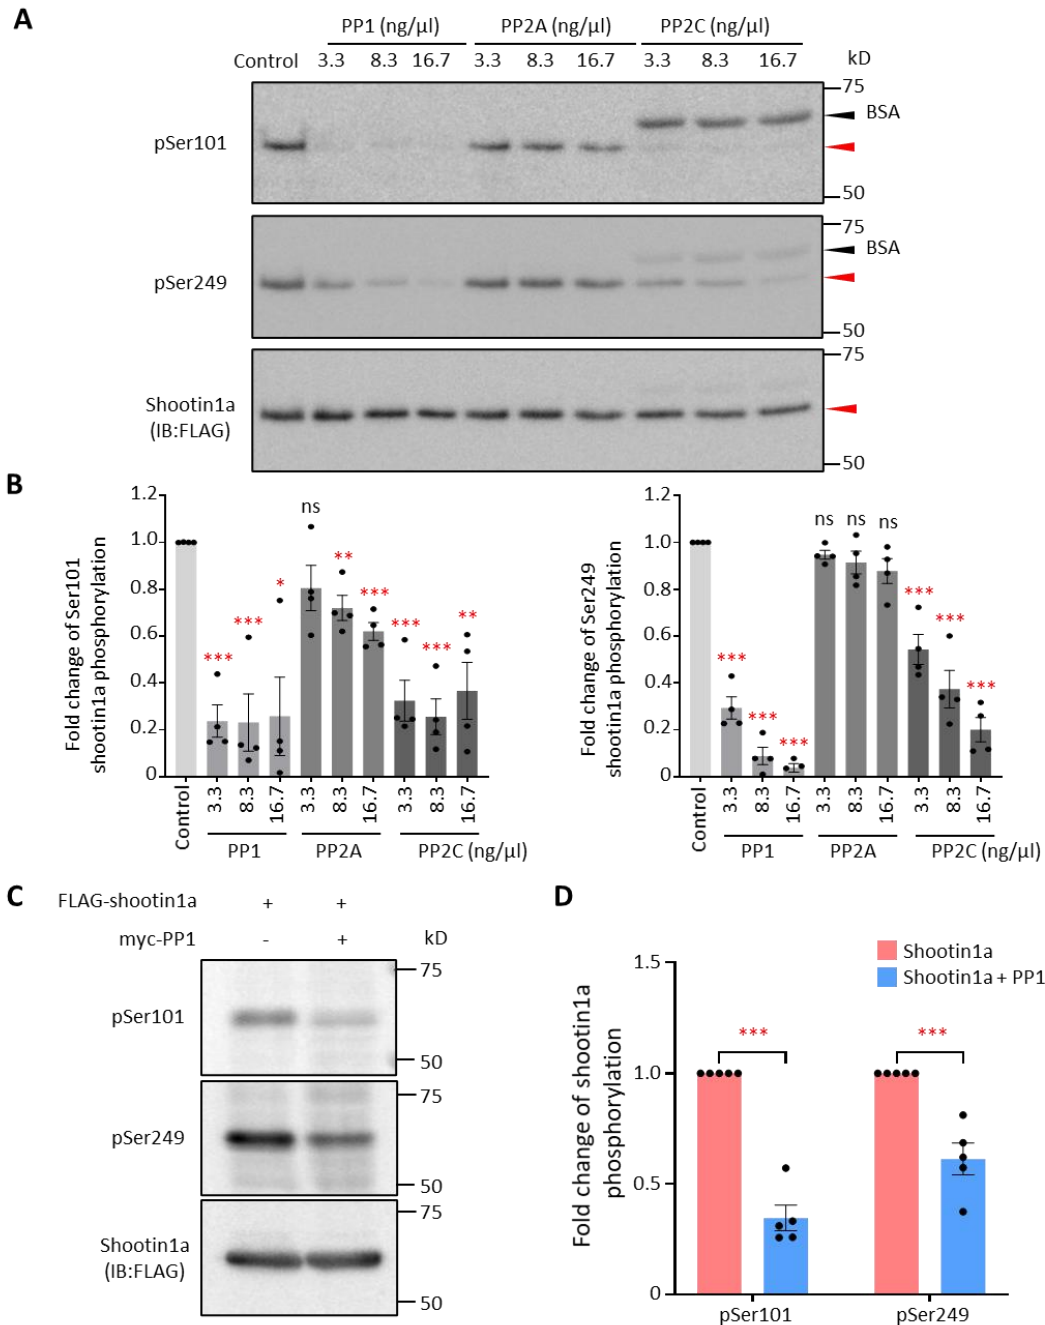 A
PP1 (ng/µl) PP2A (ng/µl) PP2C (ng/µl)
Control 3.3 8.3 16.7 3.3 8.3 16.7 3.3 8.3 16.7 kD
75
BSA
pSer101
50
75
BSA
pSer249
50
75
Shootin1a
(IB:FLAG)
50
B
Fold change of Ser101
shootin1a phosphorylation
1.2
1.0
0.8
0.6
0.4
0.2
0
*** *** * ns ** *** *** *** **
Control 3.3 8.3 16.7 3.3 8.3 16.7 3.3 8.3 16.7
PP1 PP2A PP2C (ng/µl)
Fold change of Ser249
shootin1a phosphorylation
1.2
1.0
0.8
0.6
0.4
0.2
0
*** *** *** ns ns ns *** *** ***
Control 3.3 8.3 16.7 3.3 8.3 16.7 3.3 8.3 16.7
PP1 PP2A PP2C (ng/µl)
C
FLAG-shootin1a + +
myc-PP1 - + kD
75
pSer101
50
75
pSer249
50
75
Shootin1a
(IB:FLAG)
50
D
Shootin1a
Shootin1a + PP1
Fold change of shootin1a
phosphorylation
1.5
1.0
0.5
0
*** ***
pSer101 pSer249